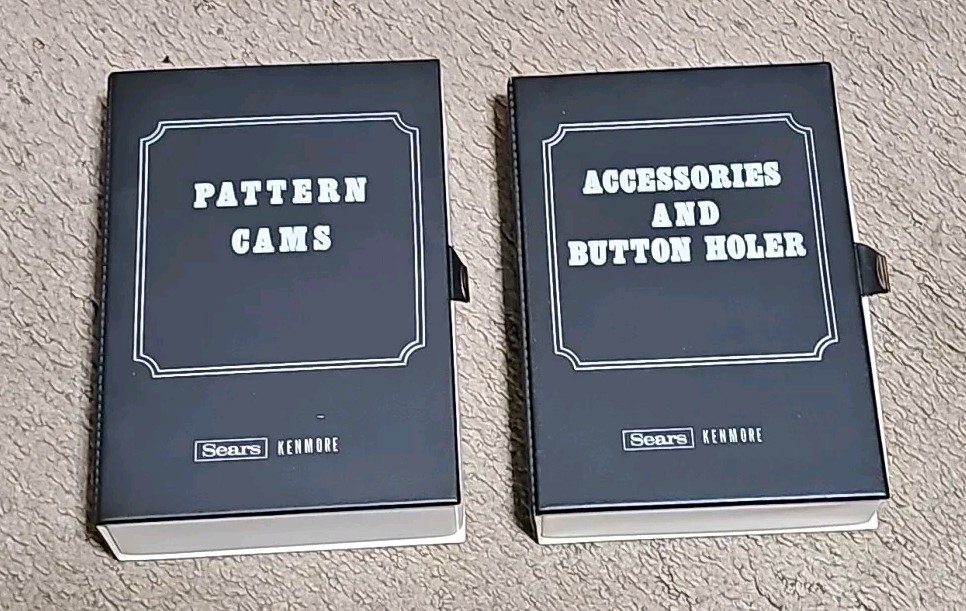 PATTERN
CAMS
Sears KENMORE
ACCESSORIES
AND
BUTTON HOLER
Sears KENMORE